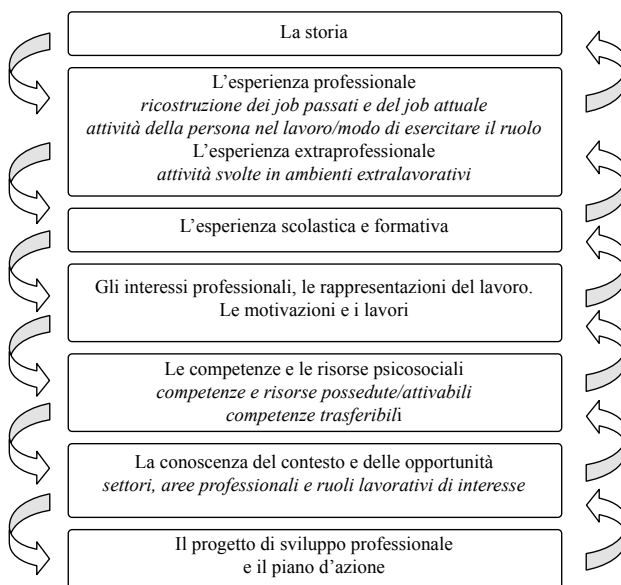 La storia
L'esperienza professionale
ricostruzione dei job passati e del job attuale
attività della persona nel lavoro/modo di esercitare il ruolo
L'esperienza extraprofessionale
attività svolte in ambienti extralavorativi
L'esperienza scolastica e formativa
Gli interessi professionali, le rappresentazioni del lavoro.
Le motivazioni e i lavori
Le competenze e le risorse psicosociali
competenze e risorse possedute/attivabili
competenze trasferibili
La conoscenza del contesto e delle opportunità
settori, aree professionali e ruoli lavorativi di interesse
Il progetto di sviluppo professionale
e il piano d'azione